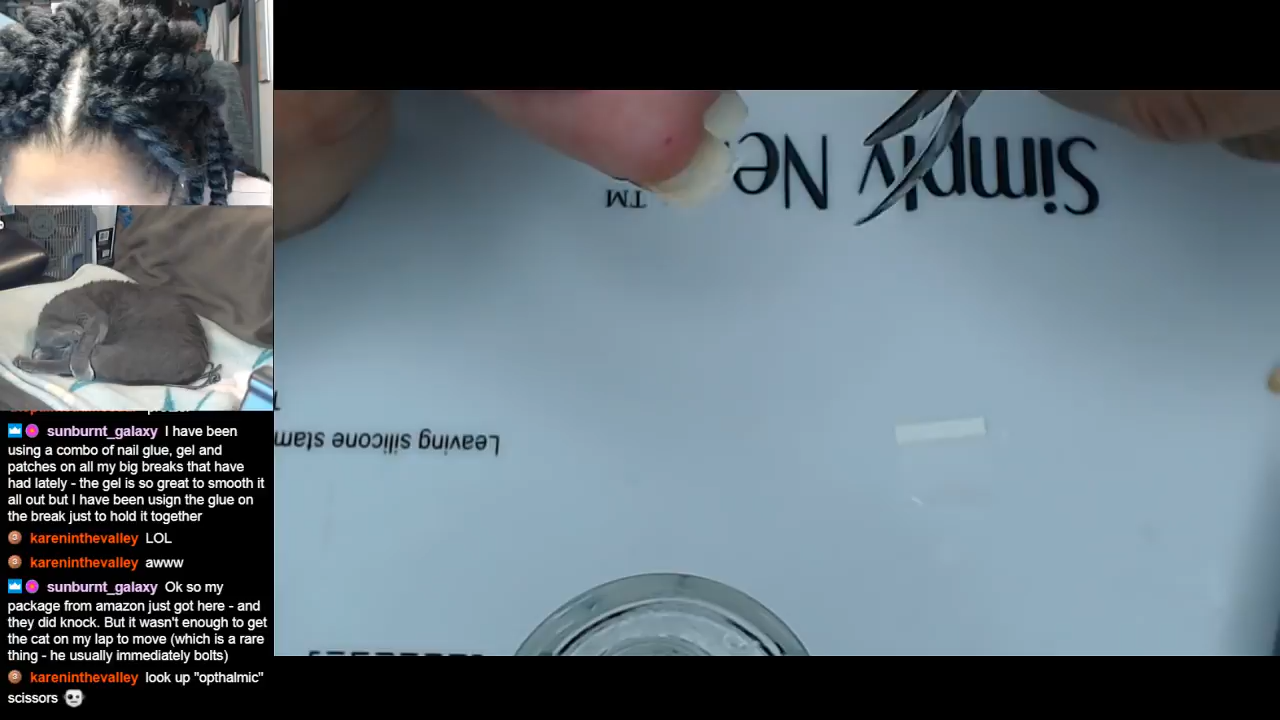 Simply Ne
TM
Leaving silicone stam
sunburnt_galaxy I have been
using a combo of nail glue, gel and
patches on all my big breaks that have
had lately - the gel is so great to smooth it
all out but I have been usign the glue on
the break just to hold it together
kareninthevalley LOL
kareninthevalley awww
sunburnt_galaxy Ok so my
package from amazon just got here - and
they did knock. But it wasn't enough to get
the cat on my lap to move (which is a rare
thing - he usually immediately bolts)
kareninthevalley look up "opthalmic"
scissors